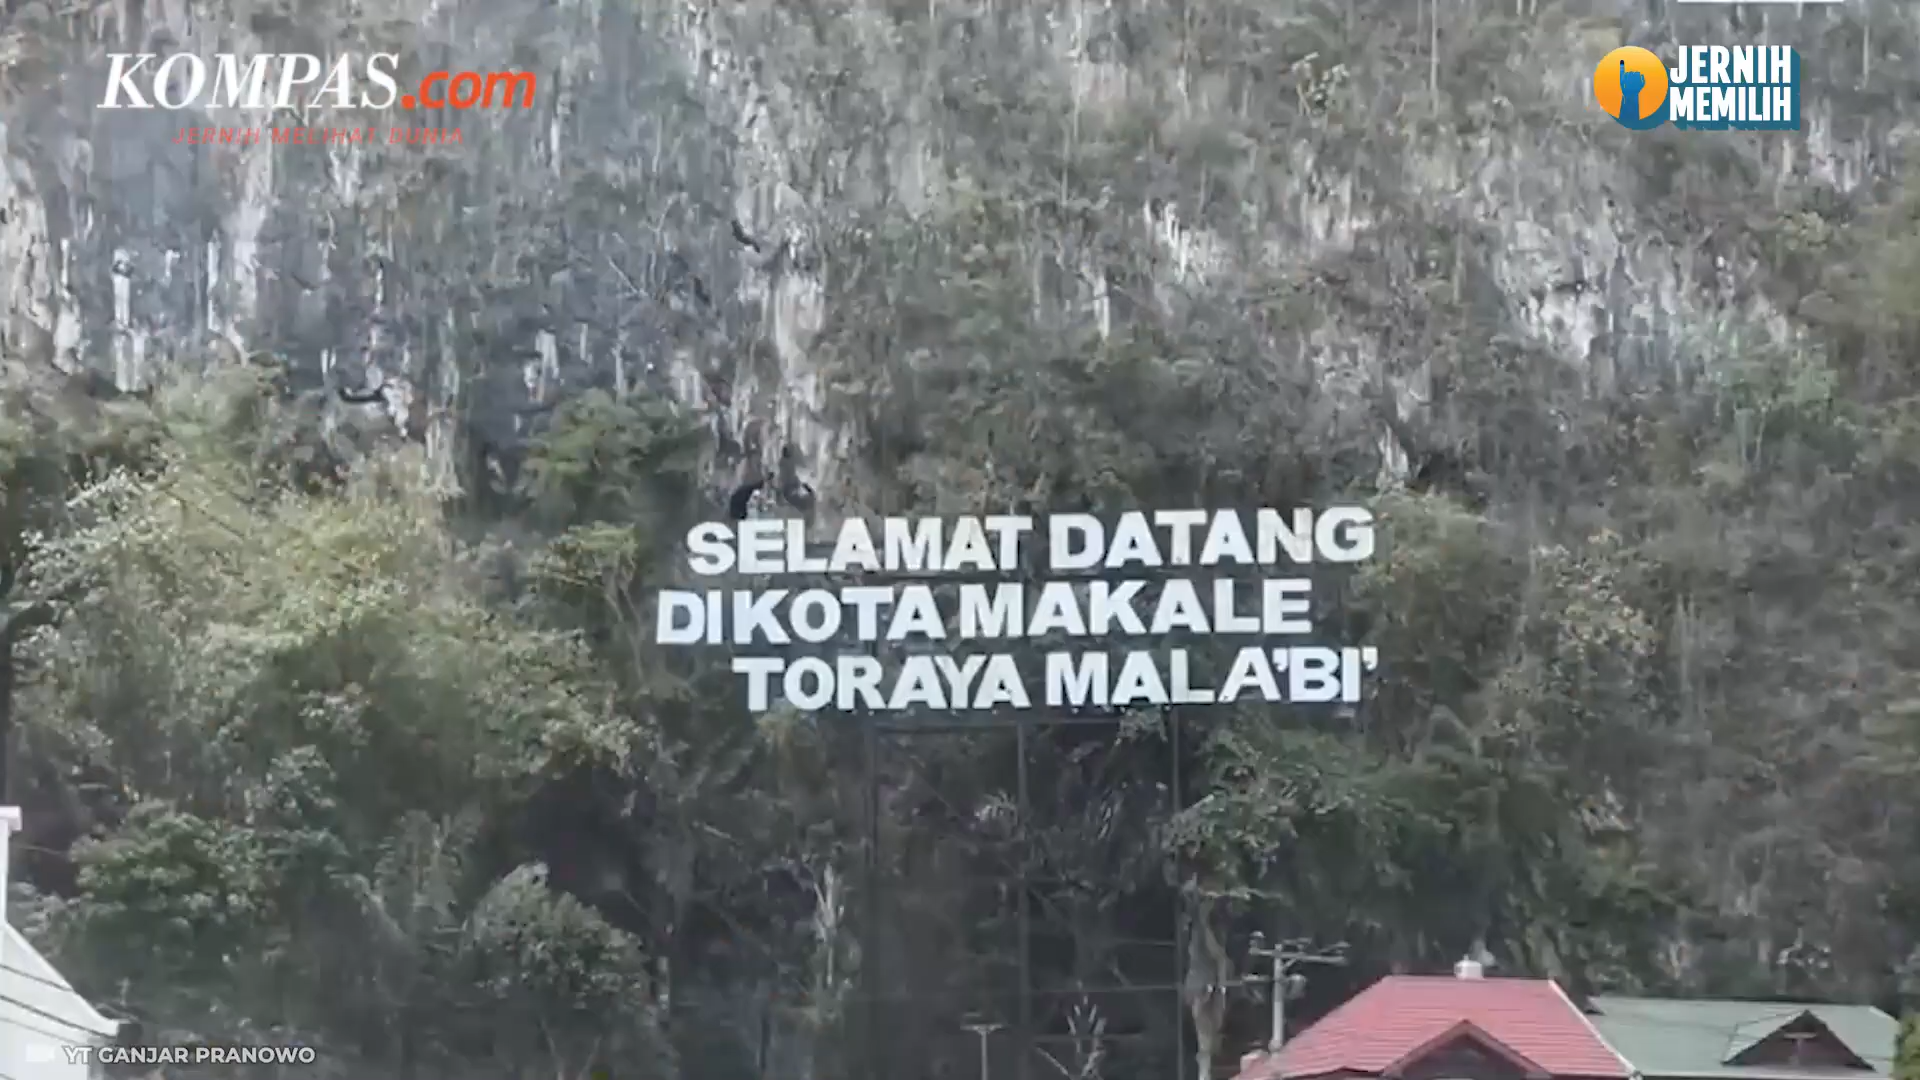 KOMPAS.com
JERNIH MELIHAT DUNIA
JERNIH
MEMILIH
SELAMAT DATANG
DI KOTA MAKALE
TORAYA MALA'BI'
YT GANJAR PRANOWO